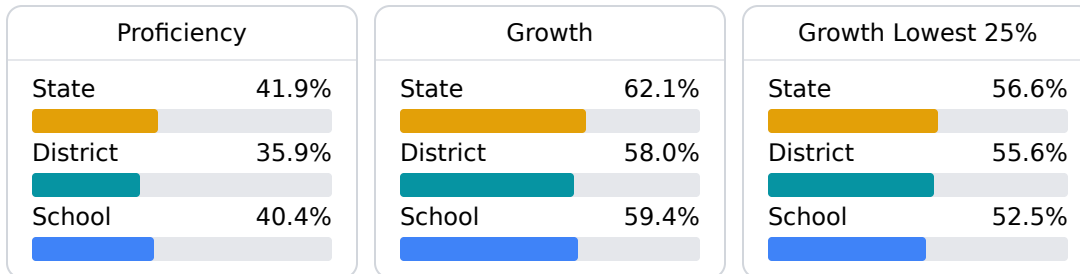 Proficiency
State 41.9%
District 35.9%
School 40.4%
Growth
State 62.1%
District 58.0%
School 59.4%
Growth Lowest 25%
State 56.6%
District 55.6%
School 52.5%